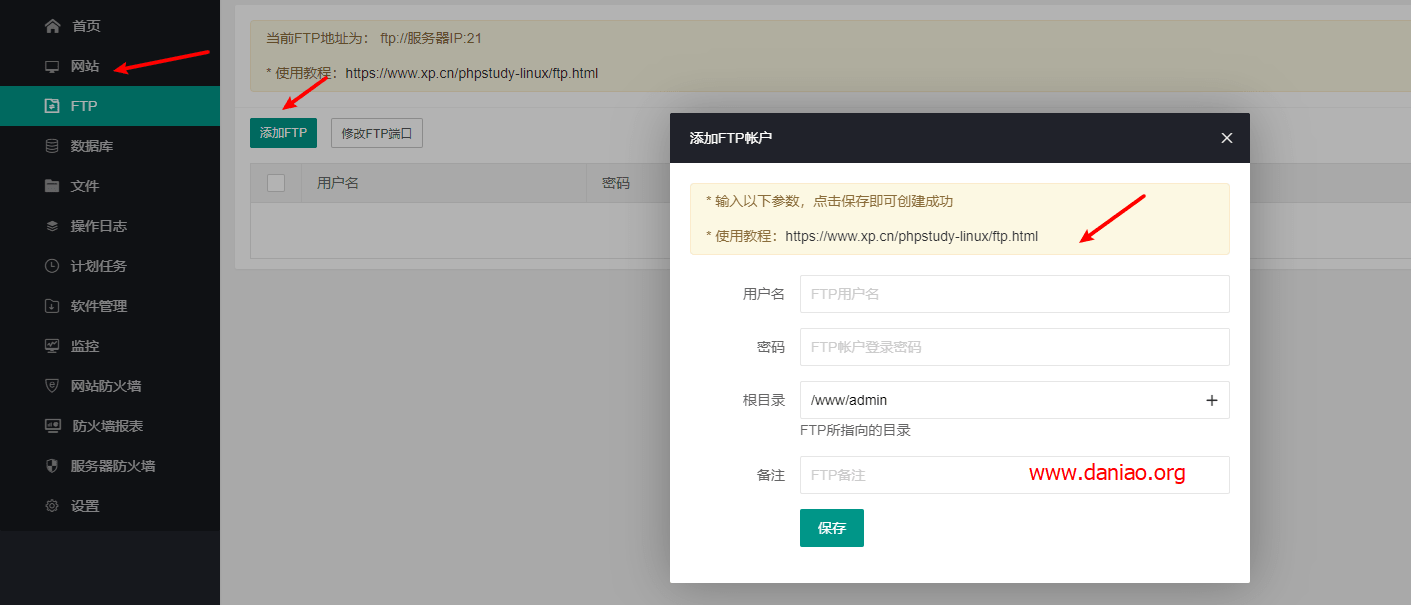 首页
网站
FTP
数据库
文件
操作日志
计划任务
软件管理
监控
网站防火墙
防火墙报表
服务器防火墙
设置
当前FTP地址为： ftp://服务器IP:21
* 使用教程：https://www.xp.cn/phpstudy-linux/ftp.html
添加FTP 修改FTP端口
用户名 密码
添加FTP帐户
* 输入以下参数，点击保存即可创建成功
* 使用教程：https://www.xp.cn/phpstudy-linux/ftp.html
用户名 FTP用户名
密码 FTP帐户登录密码
根目录 /www/admin
FTP所指向的目录
备注 FTP备注 www.daniao.org
保存